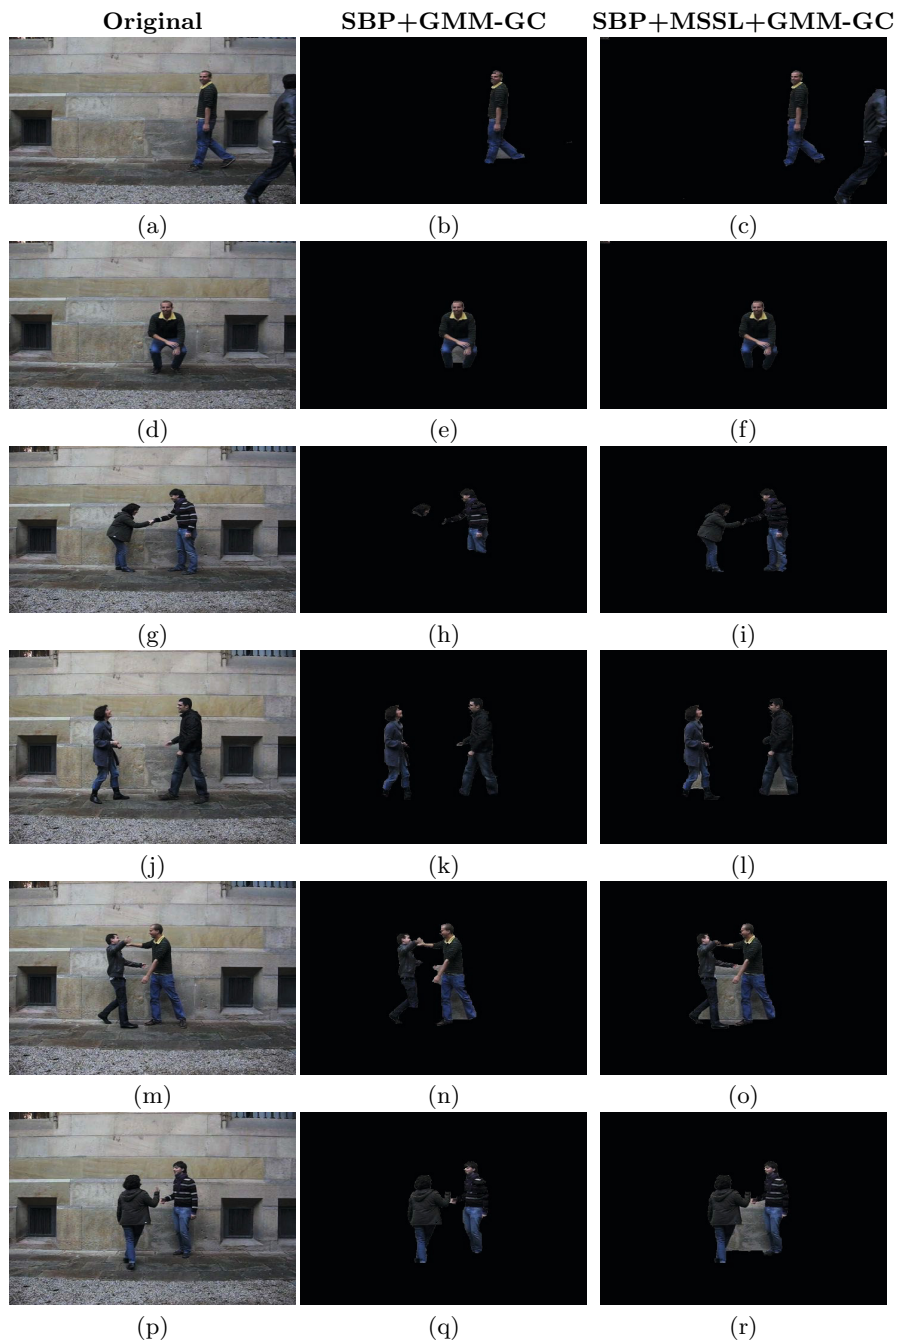 Original SBP+GMM-GC SBP+MSSL+GMM-GC
(a) (b) (c)
(d) (e) (f)
(g) (h) (i)
(j) (k) (l)
(m) (n) (o)
(p) (q) (r)